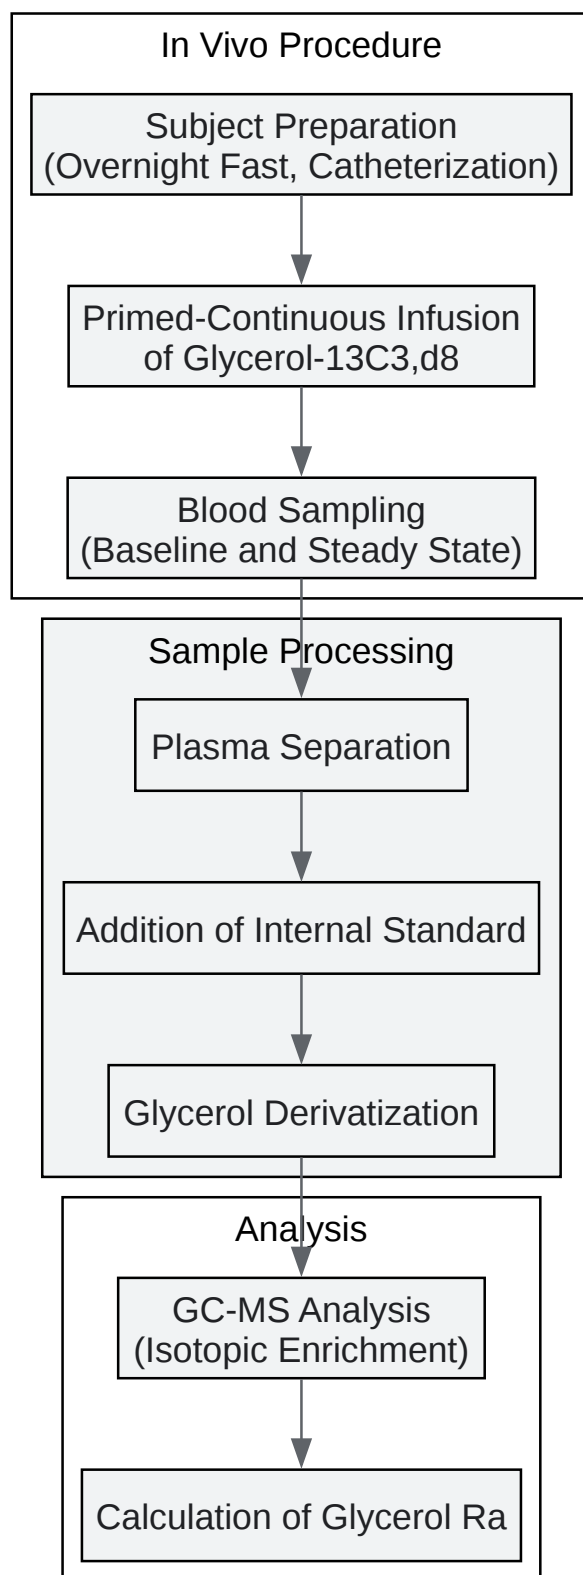 In Vivo Procedure
Subject Preparation
(Overnight Fast, Catheterization)
Primed-Continuous Infusion
of Glycerol-13C3,d8
Blood Sampling
(Baseline and Steady State)
Sample Processing
Plasma Separation
Addition of Internal Standard
Glycerol Derivatization
Analysis
GC-MS Analysis
(Isotopic Enrichment)
Calculation of Glycerol Ra